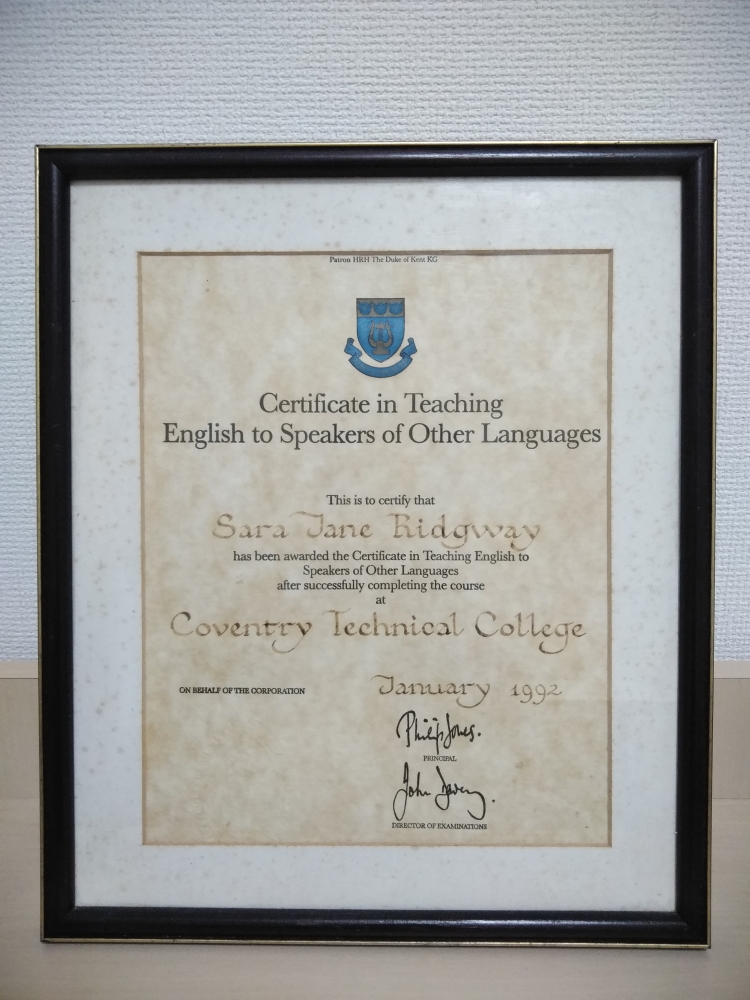 Patron HRH The Duke of Kent KG
Certificate in Teaching
English to Speakers of Other Languages
This is to certify that
Sara Jane Ridgway
has been awarded the Certificate in Teaching English to
Speakers of Other Languages
after successfully completing the course
at
Coventry Technical College
January 1992
ON BEHALF OF THE CORPORATION
Philip Jones.
PRINCIPAL
John
DIRECTOR OF EXAMINATIONS